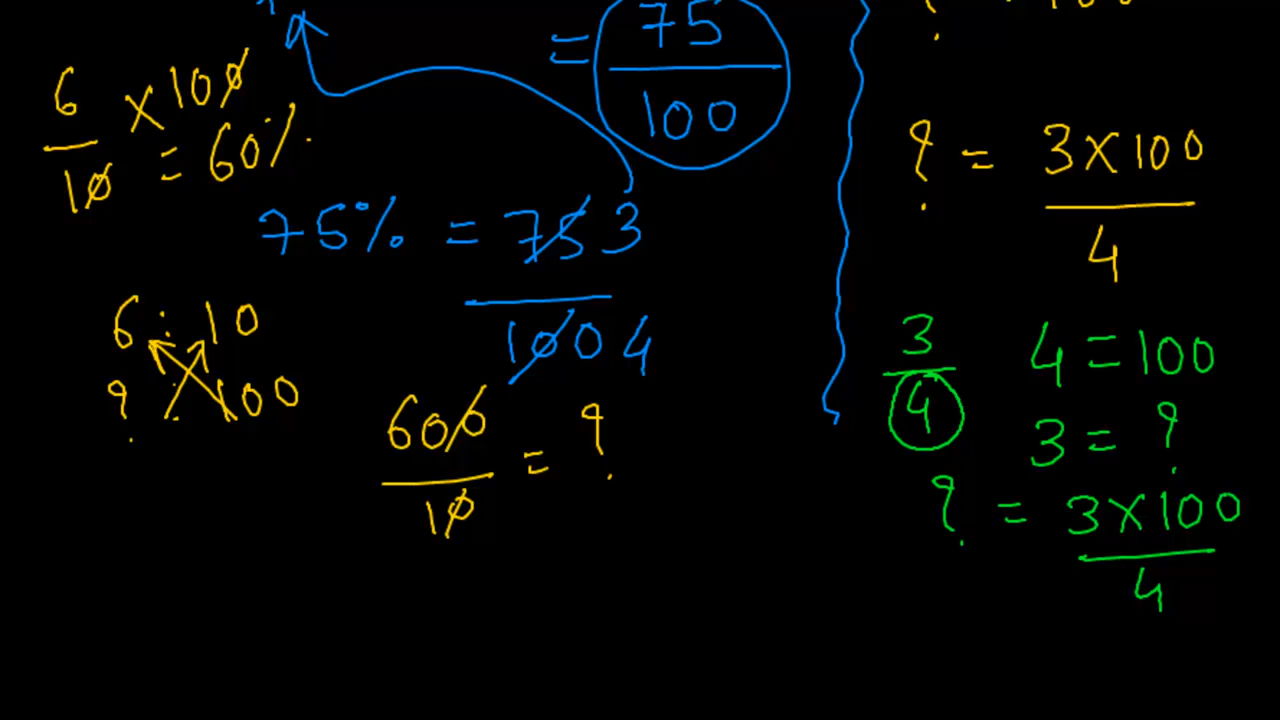 = 75/100
6/10 × 100 = 60%
75% = 75 3 / 100 4
6 : 10
? : 100
600/10 = ?
? = 3 × 100 / 4
3/4 4 = 100
3 = ?
? = 3 × 100 / 4